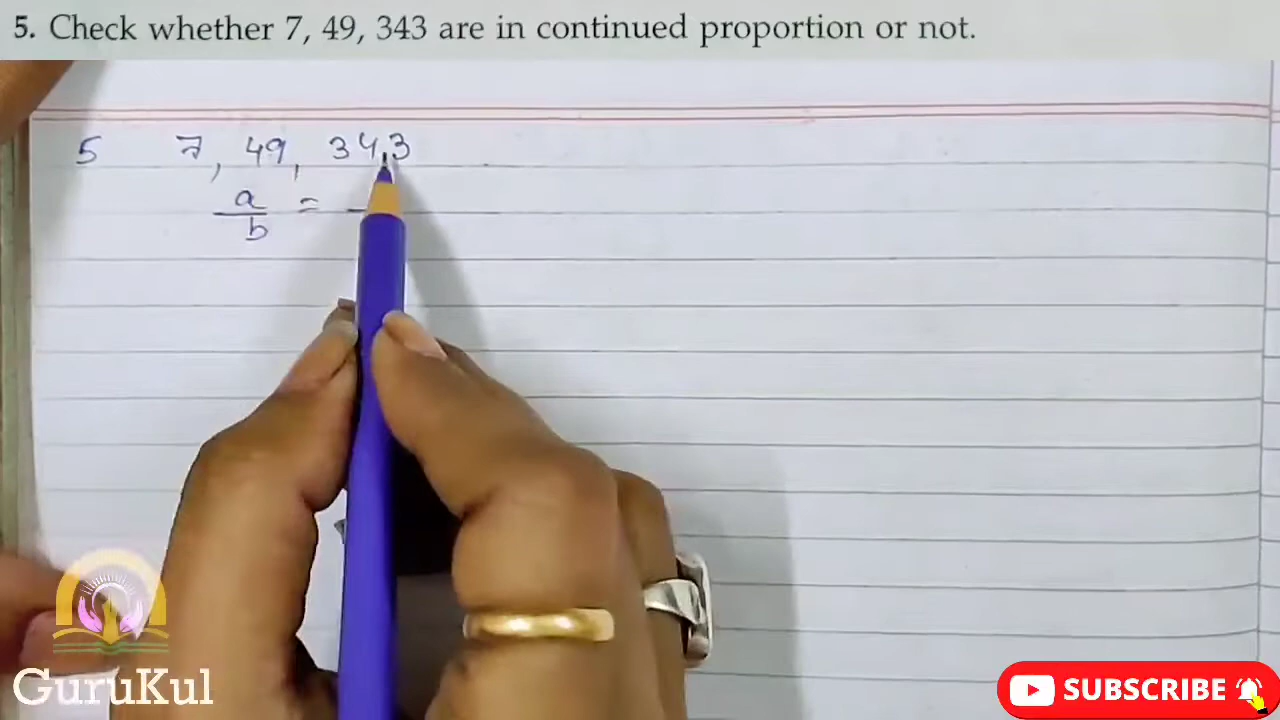 5. Check whether 7, 49, 343 are in continued proportion or not.
5 7, 49, 343
a/b =
GuruKul
SUBSCRIBE